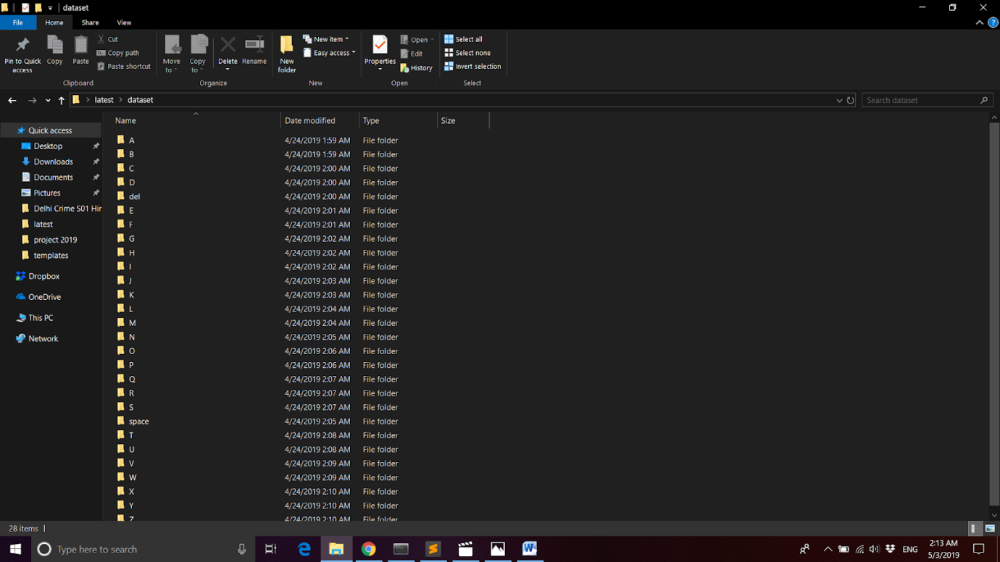 dataset
File Home Share View
Pin to Quick access
Copy
Paste
Cut
Copy path
Paste shortcut
Clipboard
Move to
Copy to
Delete
Rename
Organize
New folder
New item
Easy access
New
Properties
Open
Edit
History
Open
Select all
Select none
Invert selection
Select
latest dataset
Search dataset
Quick access
Desktop
Downloads
Documents
Pictures
Delhi Crime S01 Hir
latest
project 2019
templates
Dropbox
OneDrive
This PC
Network
Name Date modified Type Size
A 4/24/2019 1:59 AM File folder
B 4/24/2019 1:59 AM File folder
C 4/24/2019 2:00 AM File folder
D 4/24/2019 2:00 AM File folder
del 4/24/2019 2:00 AM File folder
E 4/24/2019 2:01 AM File folder
F 4/24/2019 2:01 AM File folder
G 4/24/2019 2:02 AM File folder
H 4/24/2019 2:02 AM File folder
I 4/24/2019 2:02 AM File folder
J 4/24/2019 2:03 AM File folder
K 4/24/2019 2:03 AM File folder
L 4/24/2019 2:04 AM File folder
M 4/24/2019 2:04 AM File folder
N 4/24/2019 2:05 AM File folder
O 4/24/2019 2:06 AM File folder
P 4/24/2019 2:06 AM File folder
Q 4/24/2019 2:07 AM File folder
R 4/24/2019 2:07 AM File folder
S 4/24/2019 2:07 AM File folder
space 4/24/2019 2:05 AM File folder
T 4/24/2019 2:08 AM File folder
U 4/24/2019 2:08 AM File folder
V 4/24/2019 2:09 AM File folder
W 4/24/2019 2:09 AM File folder
X 4/24/2019 2:10 AM File folder
Y 4/24/2019 2:10 AM File folder
Z 4/24/2019 2:10 AM File folder
28 items
Type here to search
ENG
2:13 AM
5/3/2019